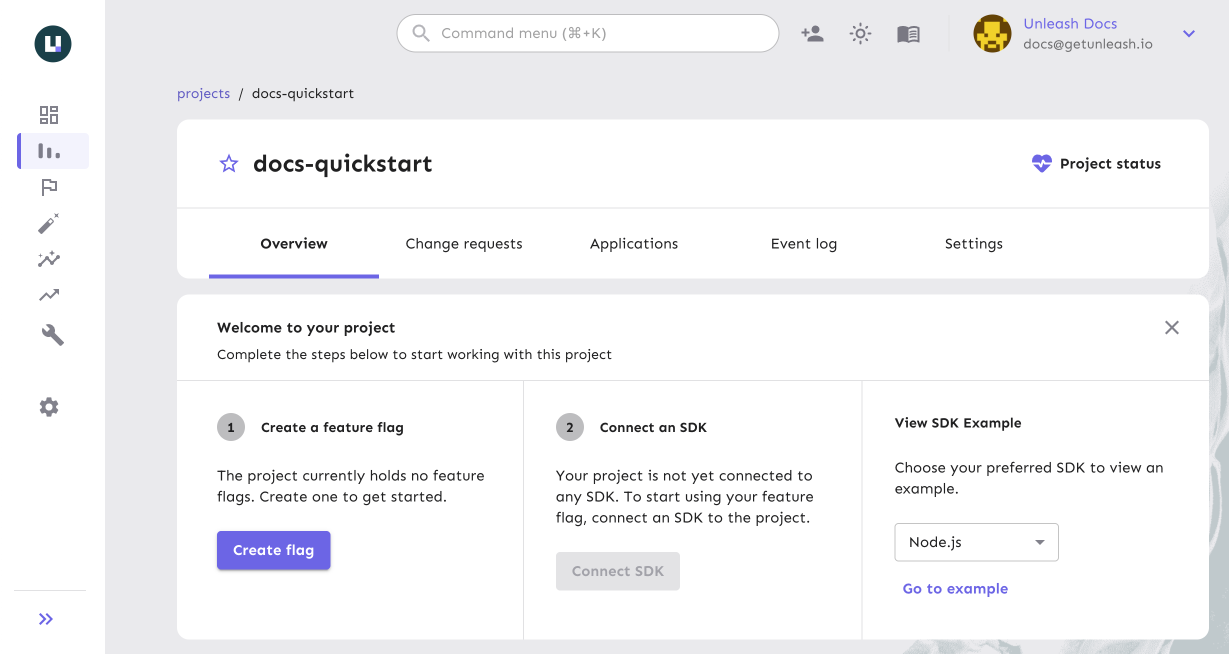 Command menu (⌘+K)
Unleash Docs
docs@getunleash.io
projects / docs-quickstart
docs-quickstart
Project status
Overview
Change requests
Applications
Event log
Settings
Welcome to your project
Complete the steps below to start working with this project
1 Create a feature flag
The project currently holds no feature
flags. Create one to get started.
Create flag
2 Connect an SDK
Your project is not yet connected to
any SDK. To start using your feature
flag, connect an SDK to the project.
Connect SDK
View SDK Example
Choose your preferred SDK to view an
example.
Node.js
Go to example